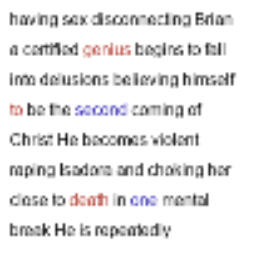 having sex disconnecting Brian
a certified genius begins to fall
into delusions believing himself
to be the second coming of
Christ He becomes violent
raping Isadora and choking her
close to death in one mental
break He is repeatedly